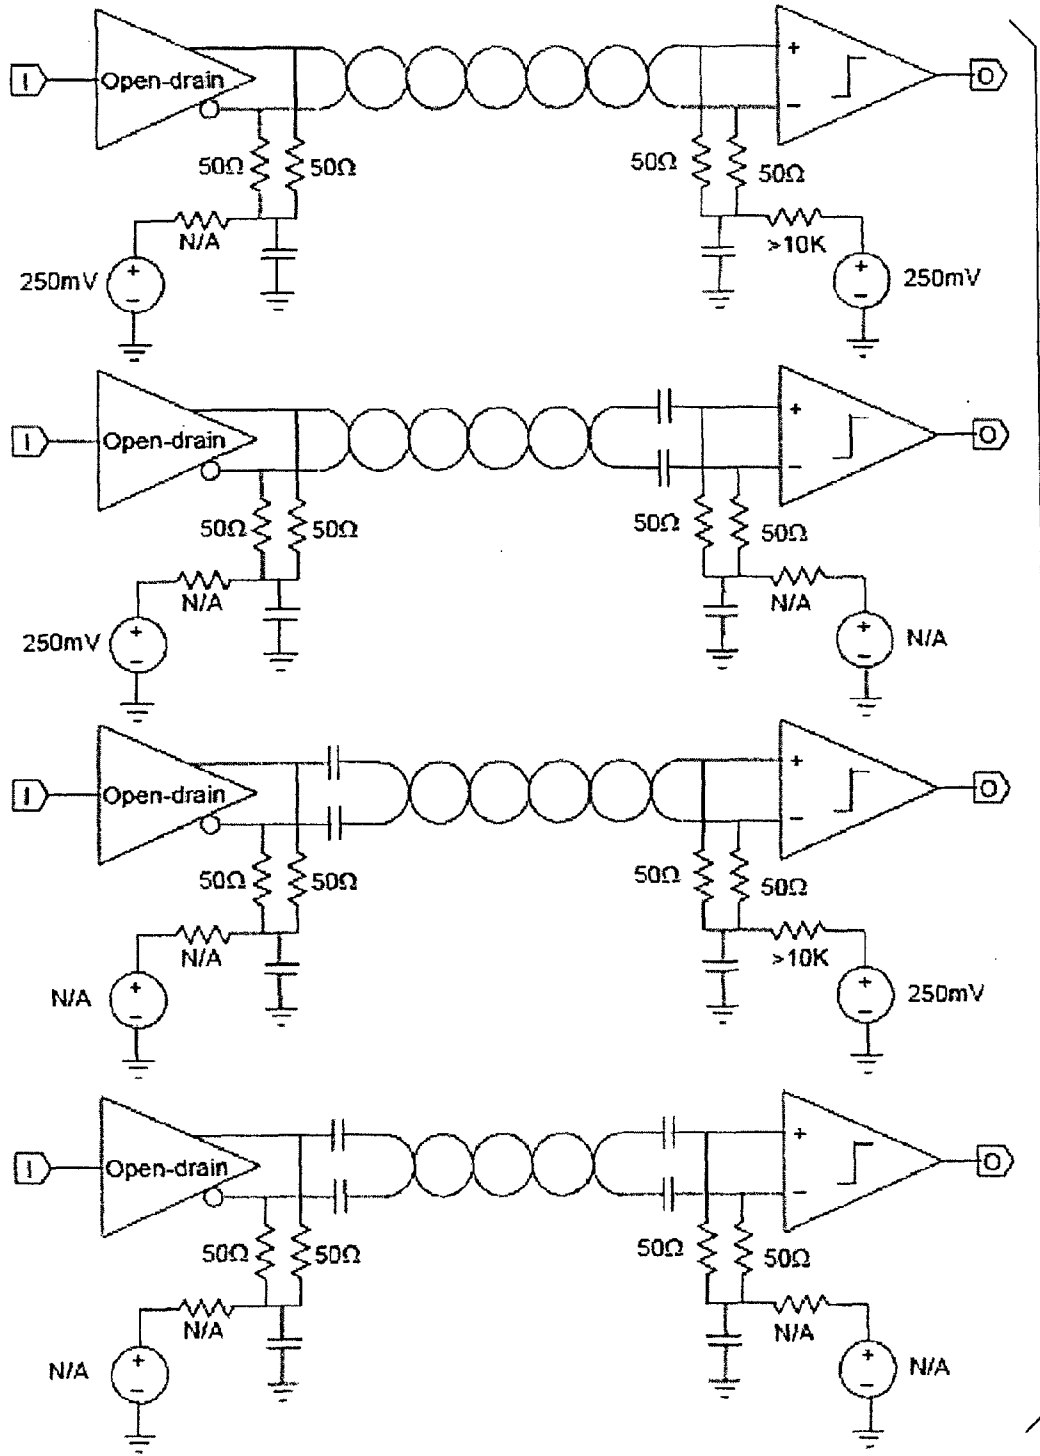 I Open-drain + − O
50Ω 50Ω 50Ω 50Ω
N/A >10K
250mV + − + − 250mV
I Open-drain + − O
50Ω 50Ω 50Ω 50Ω
N/A N/A
250mV + − + − N/A
I Open-drain + − O
50Ω 50Ω 50Ω 50Ω
N/A >10K
N/A + − + − 250mV
I Open-drain + − O
50Ω 50Ω 50Ω 50Ω
N/A N/A
N/A + − + − N/A